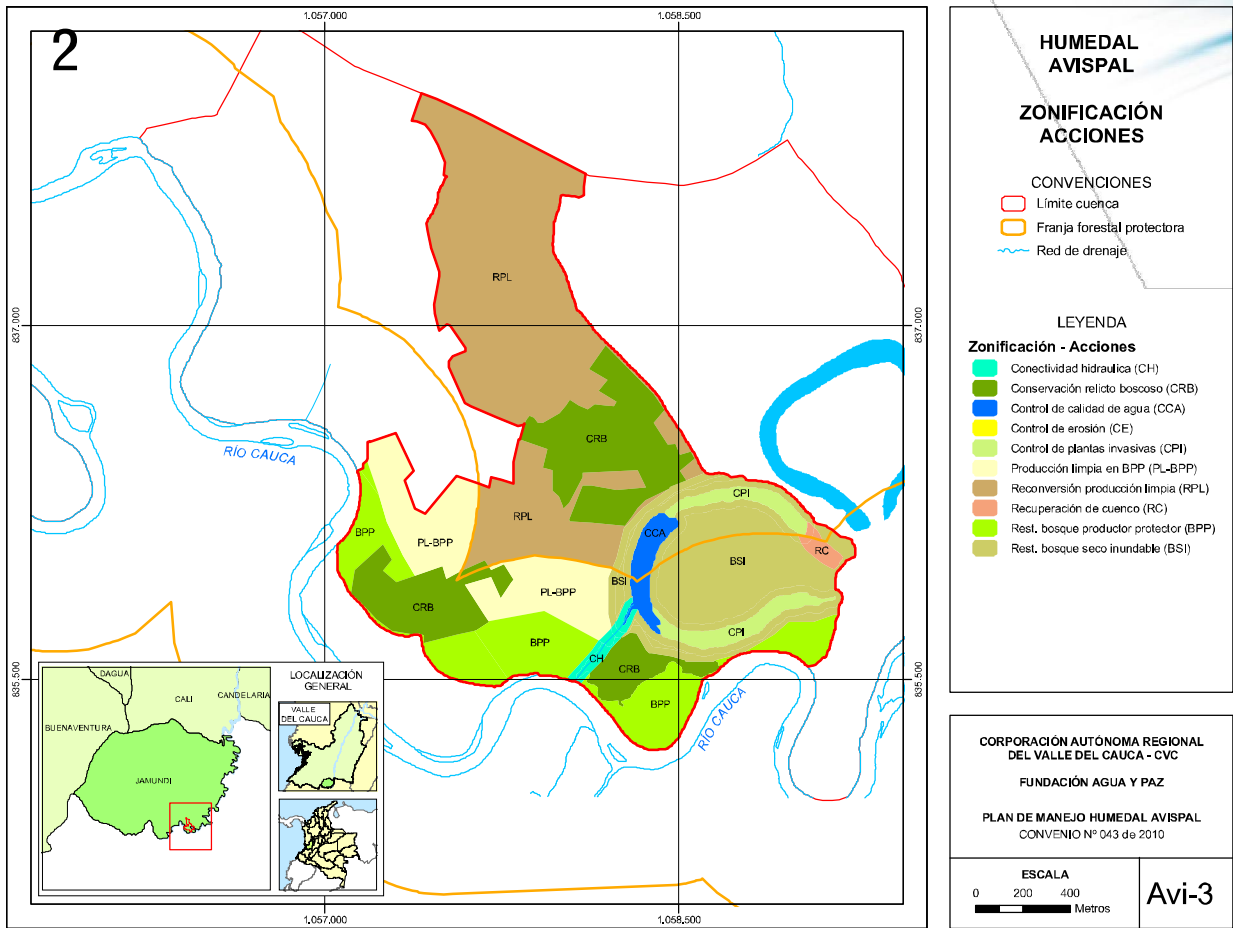 2
1.057.000
1.058.500
837.000
837.000
835.500
835.500
1.057.000
1.058.500
RPL
CRB
RPL
CPI
CCA
RC
BSI
BSI
BPP
PL-BPP
PL-BPP
CRB
BPP
CPI
CH
CRB
BPP
RÍO CAUCA
RÍO CAUCA
DAGUA
CALI
CANDELARIA
BUENAVENTURA
JAMUNDI
LOCALIZACIÓN
GENERAL
VALLE
DEL CAUCA
HUMEDAL
AVISPAL
ZONIFICACIÓN
ACCIONES
CONVENCIONES
Límite cuenca
Franja forestal protectora
Red de drenaje
LEYENDA
Zonificación - Acciones
Conectividad hidraulica (CH)
Conservación relicto boscoso (CRB)
Control de calidad de agua (CCA)
Control de erosión (CE)
Control de plantas invasivas (CPI)
Producción limpia en BPP (PL-BPP)
Reconversión producción limpia (RPL)
Recuperación de cuenco (RC)
Rest. bosque productor protector (BPP)
Rest. bosque seco inundable (BSI)
CORPORACIÓN AUTÓNOMA REGIONAL
DEL VALLE DEL CAUCA - CVC
FUNDACIÓN AGUA Y PAZ
PLAN DE MANEJO HUMEDAL AVISPAL
CONVENIO Nº 043 de 2010
ESCALA
0 200 400
Metros
Avi-3